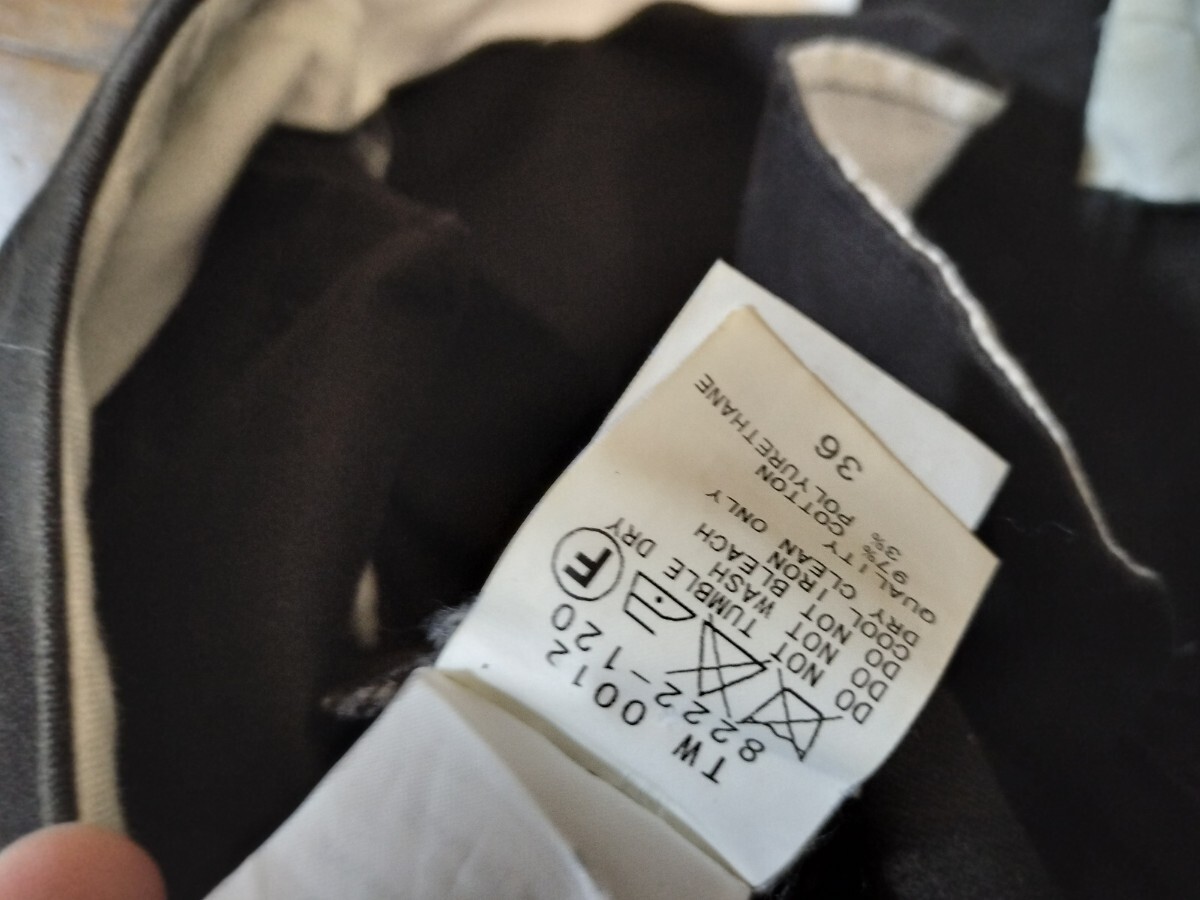 TW 0012
8222-120
F
DO NOT TUMBLE DRY
DO NOT WASH
DO NOT BLEACH
COOL IRON
DRY CLEAN ONLY
QUALITY
97% COTTON
3% POLYURETHANE
36